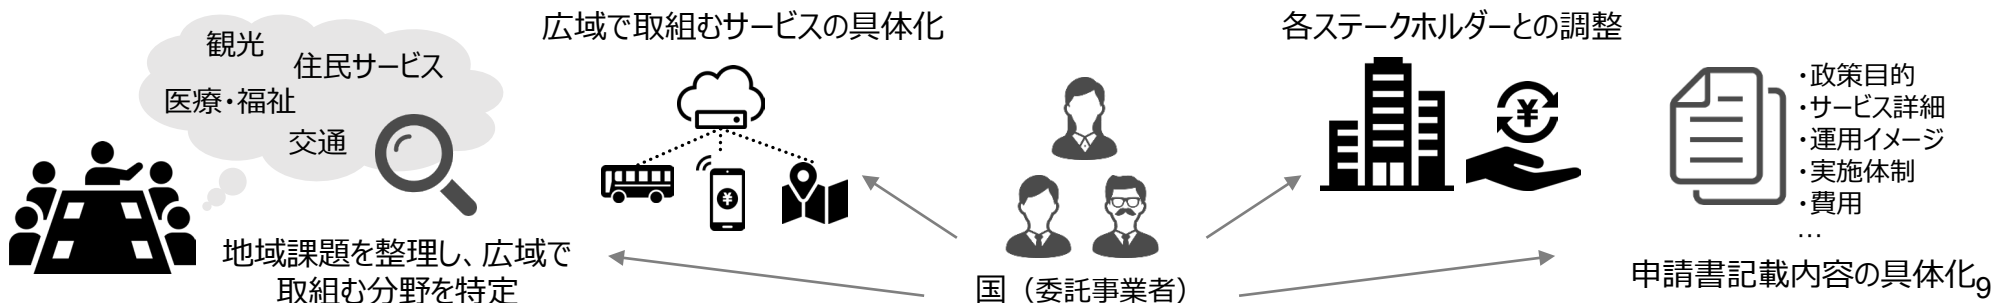 観光
住民サービス
医療・福祉
交通
地域課題を整理し、広域で
取組む分野を特定
広域で取組むサービスの具体化
¥
国（委託事業者）
各ステークホルダーとの調整
¥
・政策目的
・サービス詳細
・運用イメージ
・実施体制
・費用
…
申請書記載内容の具体化
9